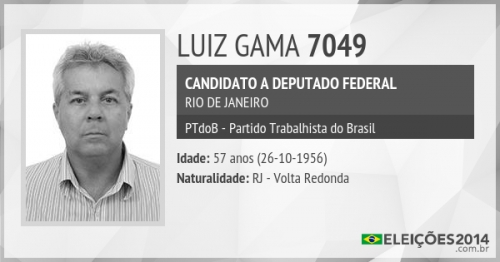 LUIZ GAMA 7049
CANDIDATO A DEPUTADO FEDERAL
RIO DE JANEIRO
PTdoB - Partido Trabalhista do Brasil
Idade: 57 anos (26-10-1956)
Naturalidade: RJ - Volta Redonda
ELEIÇÕES2014
.com.br